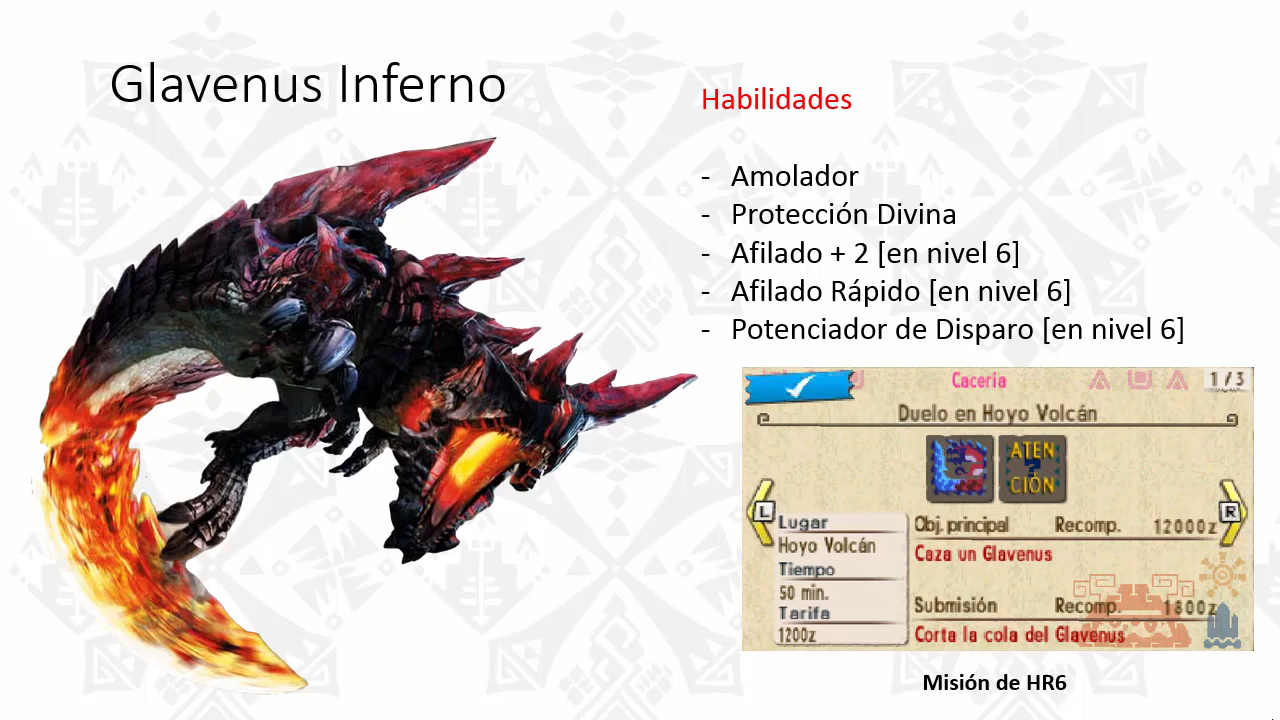 Glavenus Inferno
Habilidades
- Amolador
- Protección Divina
- Afilado + 2 [en nivel 6]
- Afilado Rápido [en nivel 6]
- Potenciador de Disparo [en nivel 6]
Cacería
1/3
Duelo en Hoyo Volcán
ATEN
CIÓN
L
R
Lugar
Hoyo Volcán
Tiempo
50 min.
Tarifa
1200z
Obj. principal Recomp. 12000z
Caza un Glavenus
Submisión Recomp. 1800z
Corta la cola del Glavenus
Misión de HR6